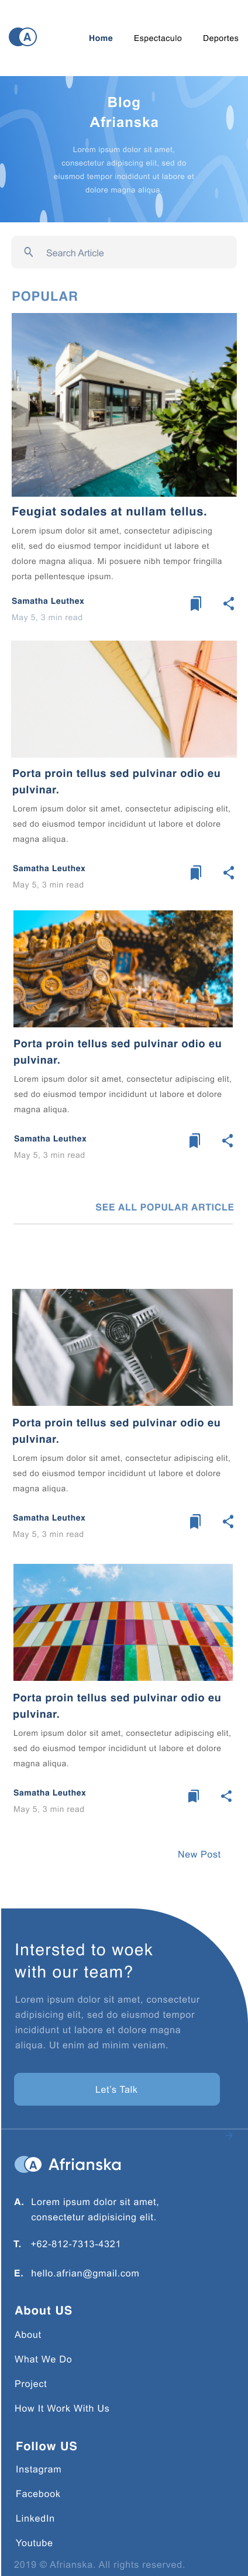 A
Home
Espectaculo
Deportes
Blog
Afrianska
Lorem ipsum dolor sit amet,
consectetur adipiscing elit, sed do
eiusmod tempor incididunt ut labore et
dolore magna aliqua
Search Article
POPULAR
Feugiat sodales at nullam tellus.
Lorem ipsum dolor sit amet, consectetur adipiscing
elit, sed do eiusmod tempor incididunt ut labore et
dolore magna aliqua. Mi posuere nibh tempor fringilla
porta pellentesque ipsum.
Samatha Leuthex
May 5, 3 min read
Porta proin tellus sed pulvinar odio eu
pulvinar.
Lorem ipsum dolor sit amet, consectetur adipiscing elit,
sed do eiusmod tempor incididunt ut labore et dolore
magna aliqua.
Samatha Leuthex
May 5, 3 min read
Porta proin tellus sed pulvinar odio eu
pulvinar.
Lorem ipsum dolor sit amet, consectetur adipiscing elit,
sed do eiusmod tempor incididunt ut labore et dolore
magna aliqua.
Samatha Leuthex
May 5, 3 min read
SEE ALL POPULAR ARTICLE
Porta proin tellus sed pulvinar odio eu
pulvinar.
Lorem ipsum dolor sit amet, consectetur adipiscing elit,
sed do eiusmod tempor incididunt ut labore et dolore
magna aliqua.
Samatha Leuthex
May 5, 3 min read
Porta proin tellus sed pulvinar odio eu
pulvinar.
Lorem ipsum dolor sit amet, consectetur adipiscing elit,
sed do eiusmod tempor incididunt ut labore et dolore
magna aliqua.
Samatha Leuthex
May 5, 3 min read
New Post
Intersted to woek
with our team?
Lorem ipsum dolor sit amet, consectetur
adipisicing elit, sed do eiusmod tempor
incididunt ut labore et dolore magna
aliqua. Ut enim ad minim veniam.
Let's Talk
A Afrianska
A. Lorem ipsum dolor sit amet,
consectetur adipisicing elit.
T. +62-812-7313-4321
E. hello.afrian@gmail.com
About US
About
What We Do
Project
How It Work With Us
Follow US
Instagram
Facebook
LinkedIn
Youtube
2019 © Afrianska. All rights reserved.